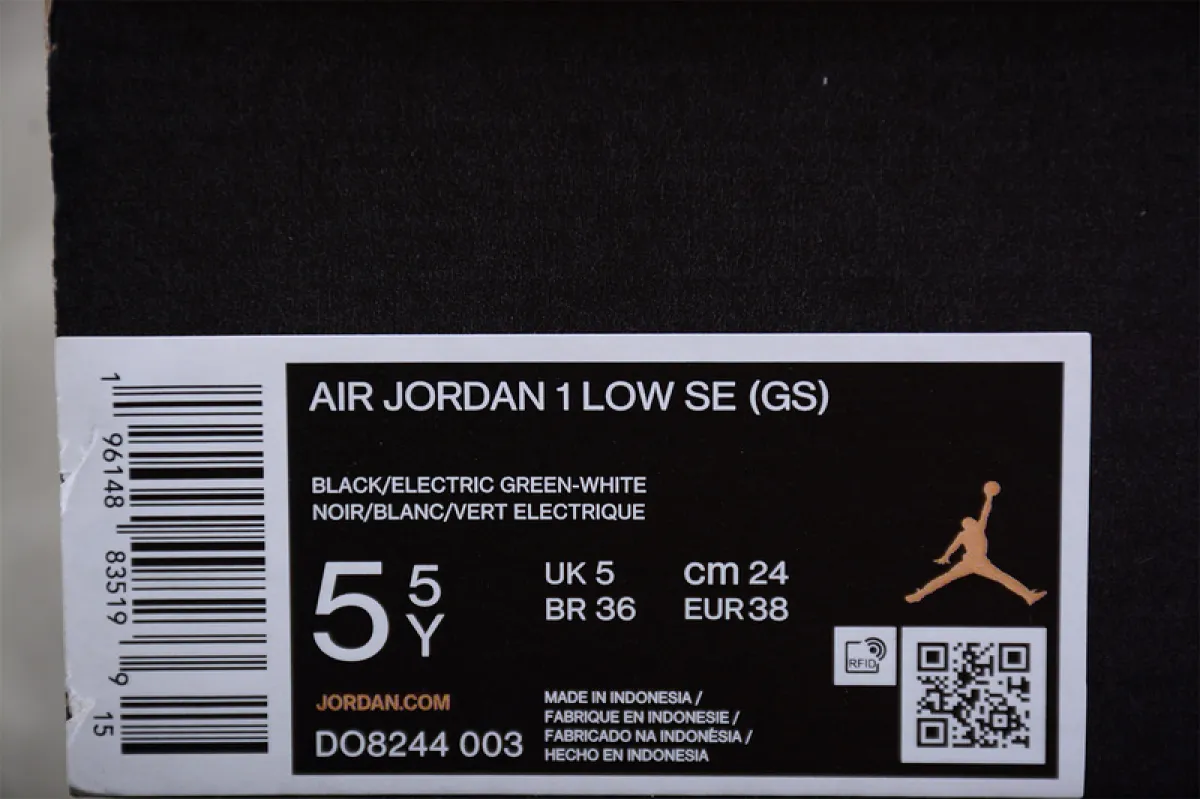 AIR JORDAN 1 LOW SE (GS)
BLACK/ELECTRIC GREEN-WHITE
NOIR/BLANC/VERT ELECTRIQUE
5 5 Y
UK 5 cm 24
BR 36 EUR 38
RFID
JORDAN.COM
DO8244 003
MADE IN INDONESIA /
FABRIQUE EN INDONESIE /
FABRICADO NA INDONÉSIA /
HECHO EN INDONESIA
1 96148 83519 9 15